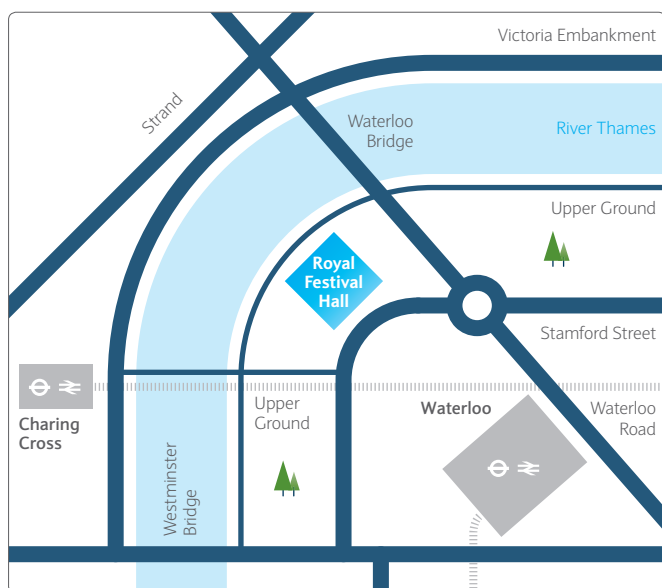 Victoria Embankment
Strand
Waterloo
Bridge
River Thames
Upper Ground
Royal
Festival
Hall
Stamford Street
Charing
Cross
Upper
Ground
Waterloo
Waterloo
Road
Westminster
Bridge